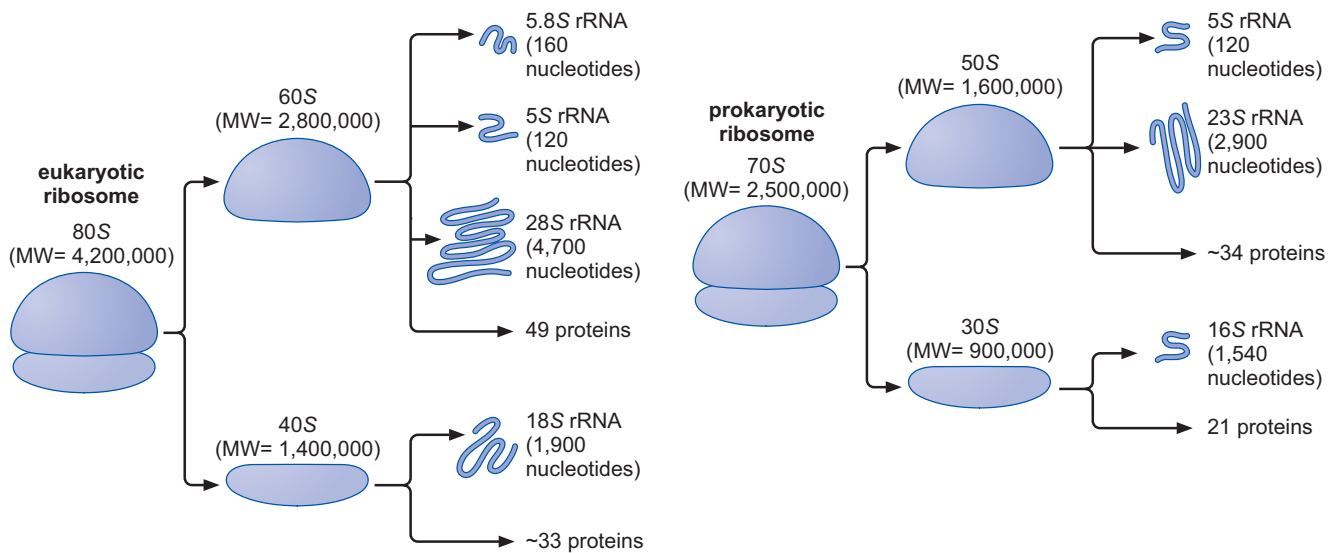 eukaryotic
ribosome
80S
(MW= 4,200,000)
60S
(MW= 2,800,000)
5.8S rRNA
(160
nucleotides)
5S rRNA
(120
nucleotides)
28S rRNA
(4,700
nucleotides)
49 proteins
40S
(MW= 1,400,000)
18S rRNA
(1,900
nucleotides)
~33 proteins
prokaryotic
ribosome
70S
(MW= 2,500,000)
50S
(MW= 1,600,000)
5S rRNA
(120
nucleotides)
23S rRNA
(2,900
nucleotides)
~34 proteins
30S
(MW= 900,000)
16S rRNA
(1,540
nucleotides)
21 proteins